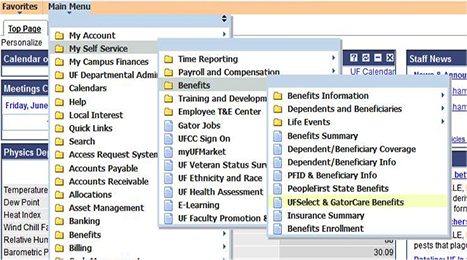 Favorites
Main Menu
Top Page
Personalize
Calendar o
Meetings C
Friday, June
Physics De
Temperature
Dew Point
Heat Index
Wind Chill Fa
Relative Hum
Barometric P
My Account
My Self Service
My Campus Finances
UF Departmental Admin
Calendars
Help
Local Interest
Quick Links
Search
Access Request System
Accounts Payable
Accounts Receivable
Allocations
Asset Management
Banking
Benefits
Billing
Time Reporting
Payroll and Compensation
Benefits
Training and Developm
Employee T&E Center
Gator Jobs
UFCC Sign On
myUFMarket
UF Veteran Status Surv
UF Ethnicity and Race
UF Health Assessment
E-Learning
UF Faculty Promotion &
Benefits Information
Dependents and Beneficiaries
Life Events
Benefits Summary
Dependent/Beneficiary Coverage
Dependent/Beneficiary Info
PFID & Beneficiary Info
PeopleFirst State Benefits
UFSelect & GatorCare Benefits
Insurance Summary
Benefits Enrollment
UF Calendar
88
30.09
Staff News
pests that plagu